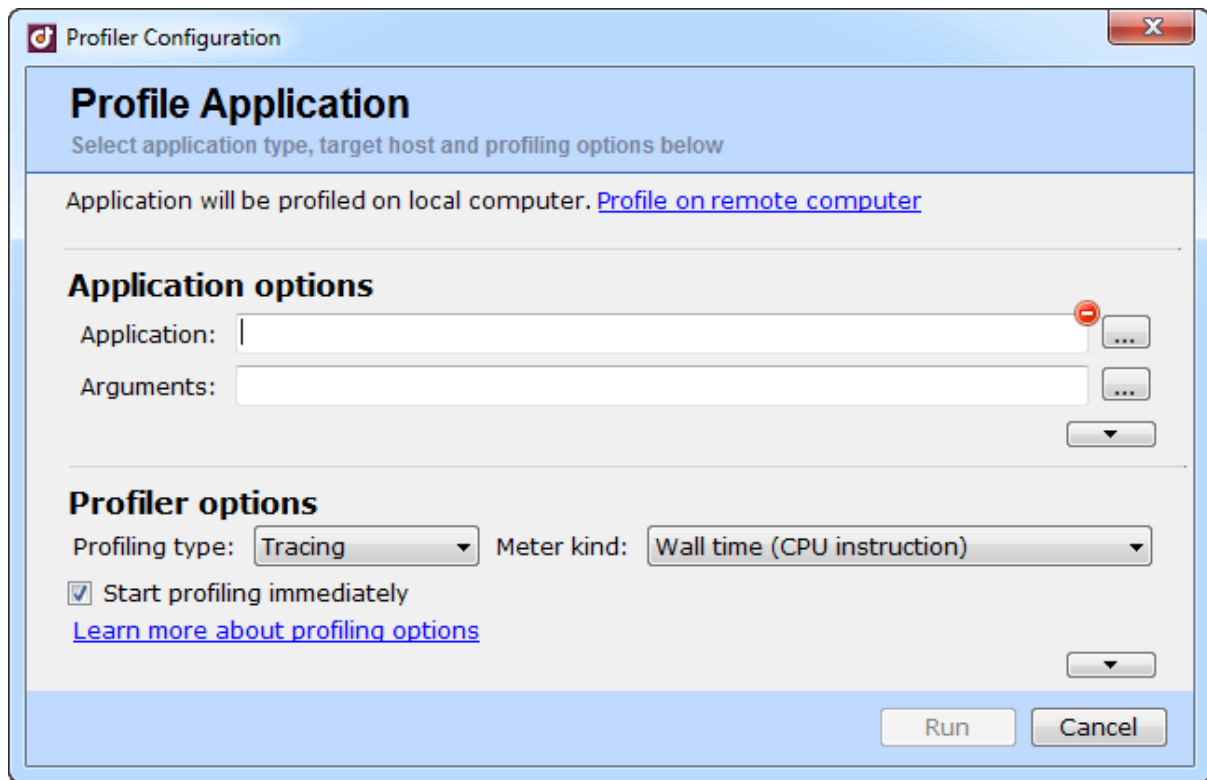 Profiler Configuration
Profile Application
Select application type, target host and profiling options below
Application will be profiled on local computer. Profile on remote computer
Application options
Application:
...
Arguments:
...
Profiler options
Profiling type: Tracing Meter kind: Wall time (CPU instruction)
Start profiling immediately
Learn more about profiling options
Run Cancel